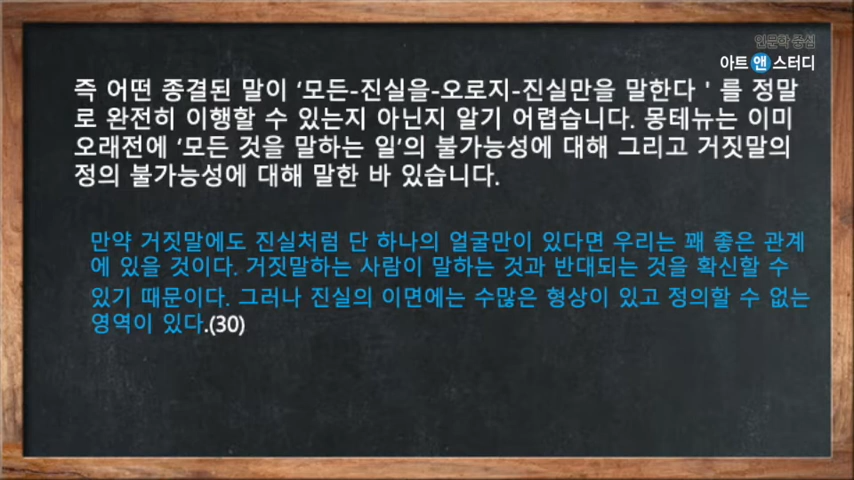 인문학 중심
아트 앤 스터디
즉 어떤 종결된 말이 ‘모든-진실을-오로지-진실만을 말한다 ' 를 정말
로 완전히 이행할 수 있는지 아닌지 알기 어렵습니다. 몽테뉴는 이미
오래전에 ‘모든 것을 말하는 일’의 불가능성에 대해 그리고 거짓말의
정의 불가능성에 대해 말한 바 있습니다.
만약 거짓말에도 진실처럼 단 하나의 얼굴만이 있다면 우리는 꽤 좋은 관계
에 있을 것이다. 거짓말하는 사람이 말하는 것과 반대되는 것을 확신할 수
있기 때문이다. 그러나 진실의 이면에는 수많은 형상이 있고 정의할 수 없는
영역이 있다.(30)